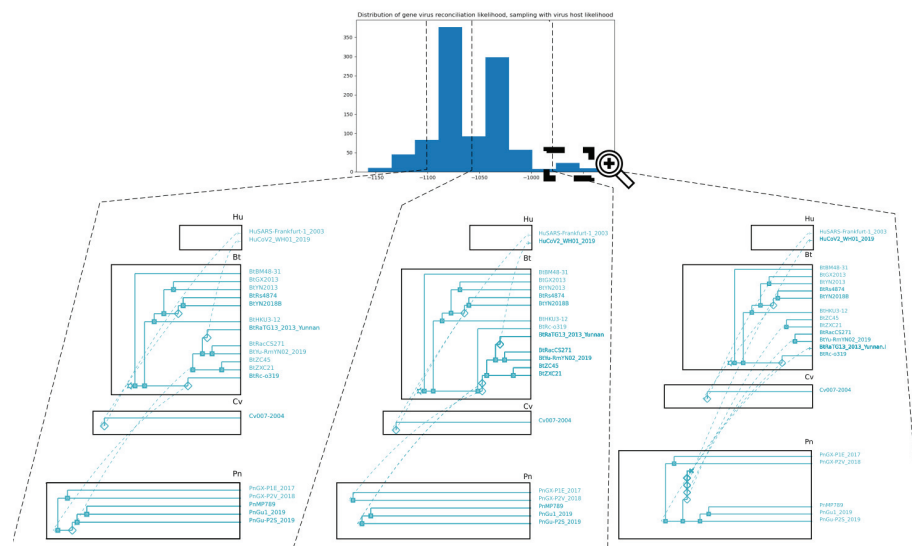 Distribution of gene virus reconciliation likelihood, sampling with virus host likelihood
350
300
250
200
150
100
50
0
−1150
−1100
−1050
−1000
Hu
HuSARS-Frankfurt-1_2003
HuCoV2_WH01_2019
Bt
BtBM48-31
BtGX2013
BtYN2013
BtRs4874
BtYN2018B
BtHKU3-12
BtRaTG13_2013_Yunnan
BtRacCS271
BtYu-RmYN02_2019
BtZC45
BtZXC21
BtRc-o319
Cv
Cv007-2004
Pn
PnGX-P1E_2017
PnGX-P2V_2018
PnMP789
PnGu1_2019
PnGu-P2S_2019
Hu
HuSARS-Frankfurt-1_2003
HuCoV2_WH01_2019
Bt
BtBM48-31
BtGX2013
BtYN2013
BtRs4874
BtYN2018B
BtHKU3-12
BtRc-o319
BtRaTG13_2013_Yunnan
BtRacCS271
BtYu-RmYN02_2019
BtZC45
BtZXC21
Cv
Cv007-2004
Pn
PnGX-P1E_2017
PnGX-P2V_2018
PnMP789
PnGu1_2019
PnGu-P2S_2019
Hu
HuSARS-Frankfurt-1_2003
HuCoV2_WH01_2019
Bt
BtBM48-31
BtGX2013
BtYN2013
BtRs4874
BtYN2018B
BtHKU3-12
BtZC45
BtZXC21
BtRacCS271
BtYu-RmYN02_2019
BtRaTG13_2013_Yunnan
BtRc-o319
Cv
Cv007-2004
Pn
PnGX-P1E_2017
PnGX-P2V_2018
PnMP789
PnGu1_2019
PnGu-P2S_2019